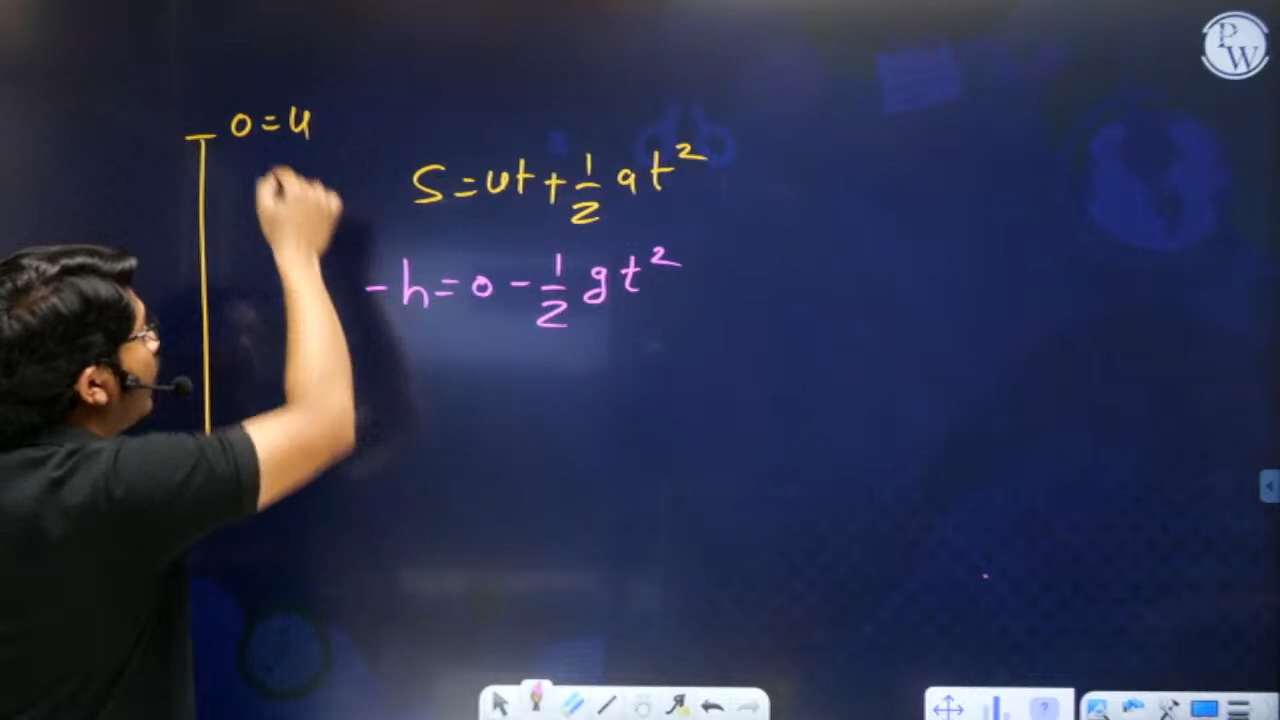 0 = u
S = ut + 1/2 at²
-h = 0 - 1/2 gt²
PW
?